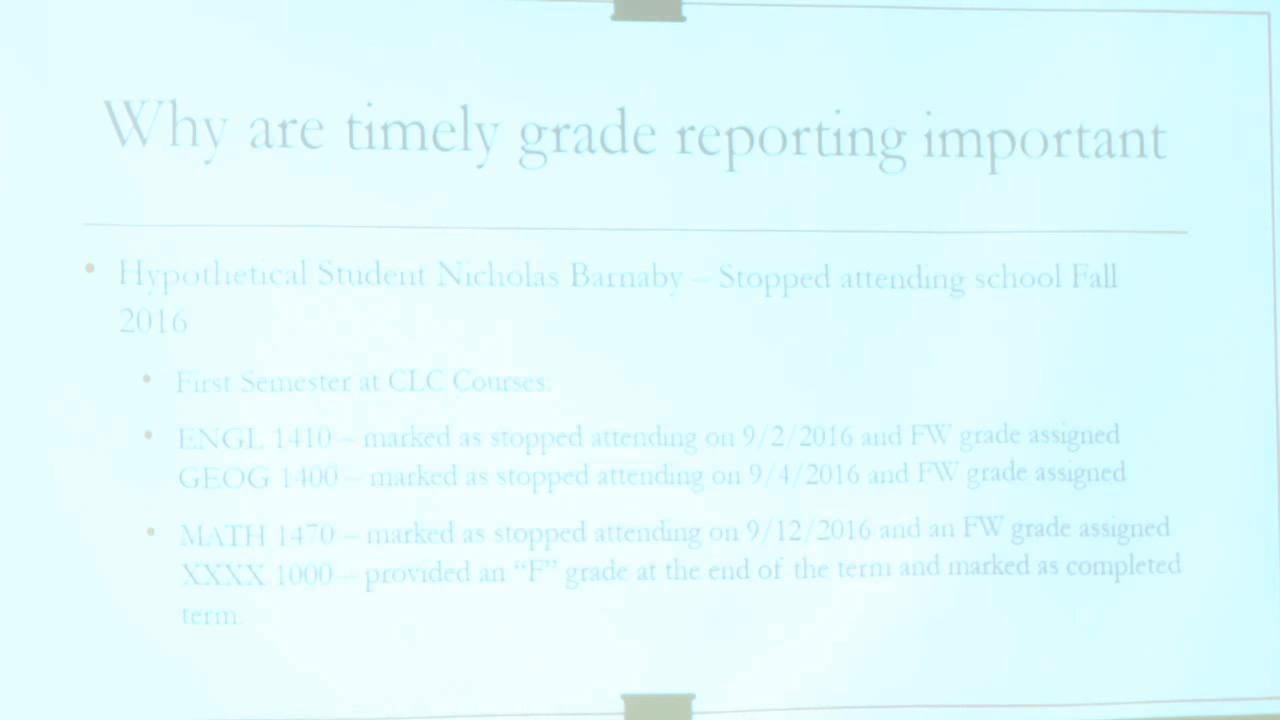 Why are timely grade reporting important
Hypothetical Student Nicholas Barnaby – Stopped attending school Fall
2016
First Semester at CLC Courses:
ENGL 1410 – marked as stopped attending on 9/2/2016 and FW grade assigned
GEOG 1400 – marked as stopped attending on 9/4/2016 and FW grade assigned
MATH 1470 – marked as stopped attending on 9/12/2016 and an FW grade assigned
XXXX 1000 – provided an “F” grade at the end of the term and marked as completed
term.